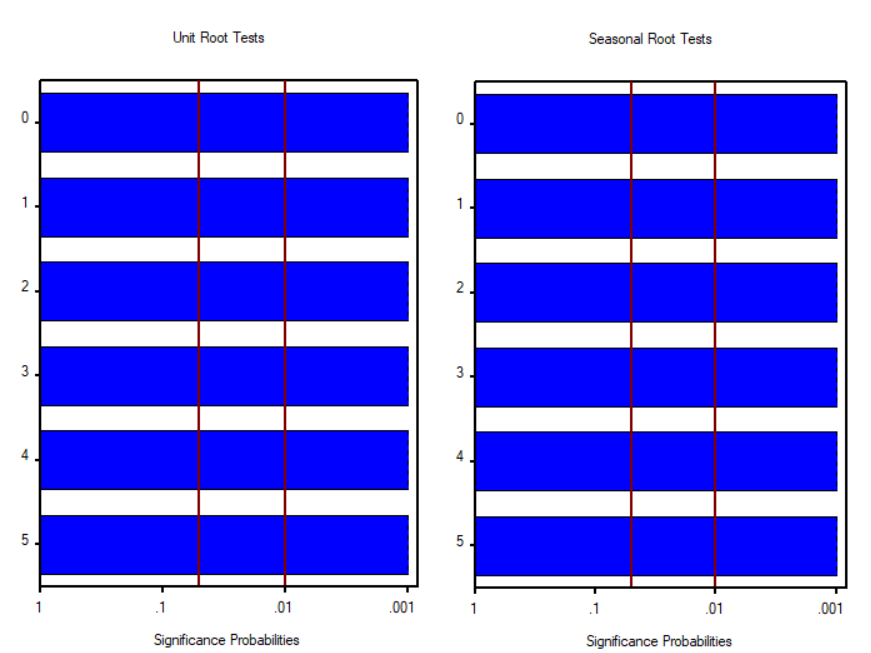 Unit Root Tests
0
1
2
3
4
5
1 .1 .01 .001
Significance Probabilities
Seasonal Root Tests
0
1
2
3
4
5
1 .1 .01 .001
Significance Probabilities